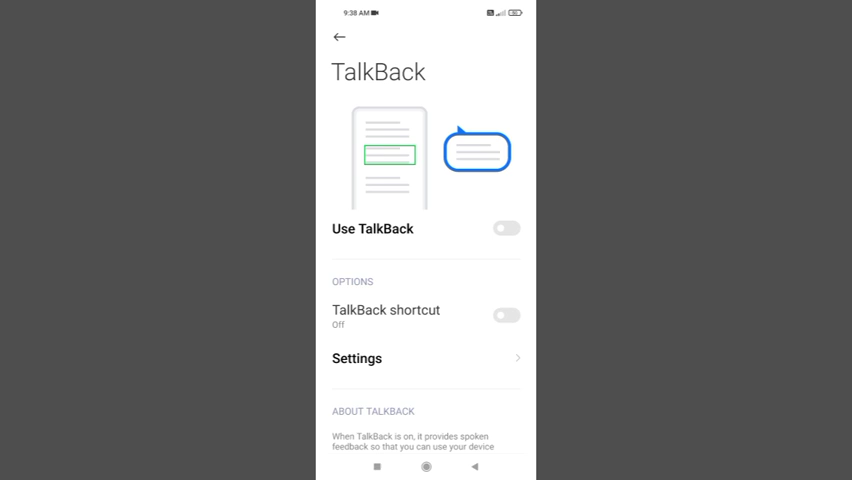 9:38 AM
TalkBack
Use TalkBack
OPTIONS
TalkBack shortcut
Off
Settings
ABOUT TALKBACK
When TalkBack is on, it provides spoken
feedback so that you can use your device